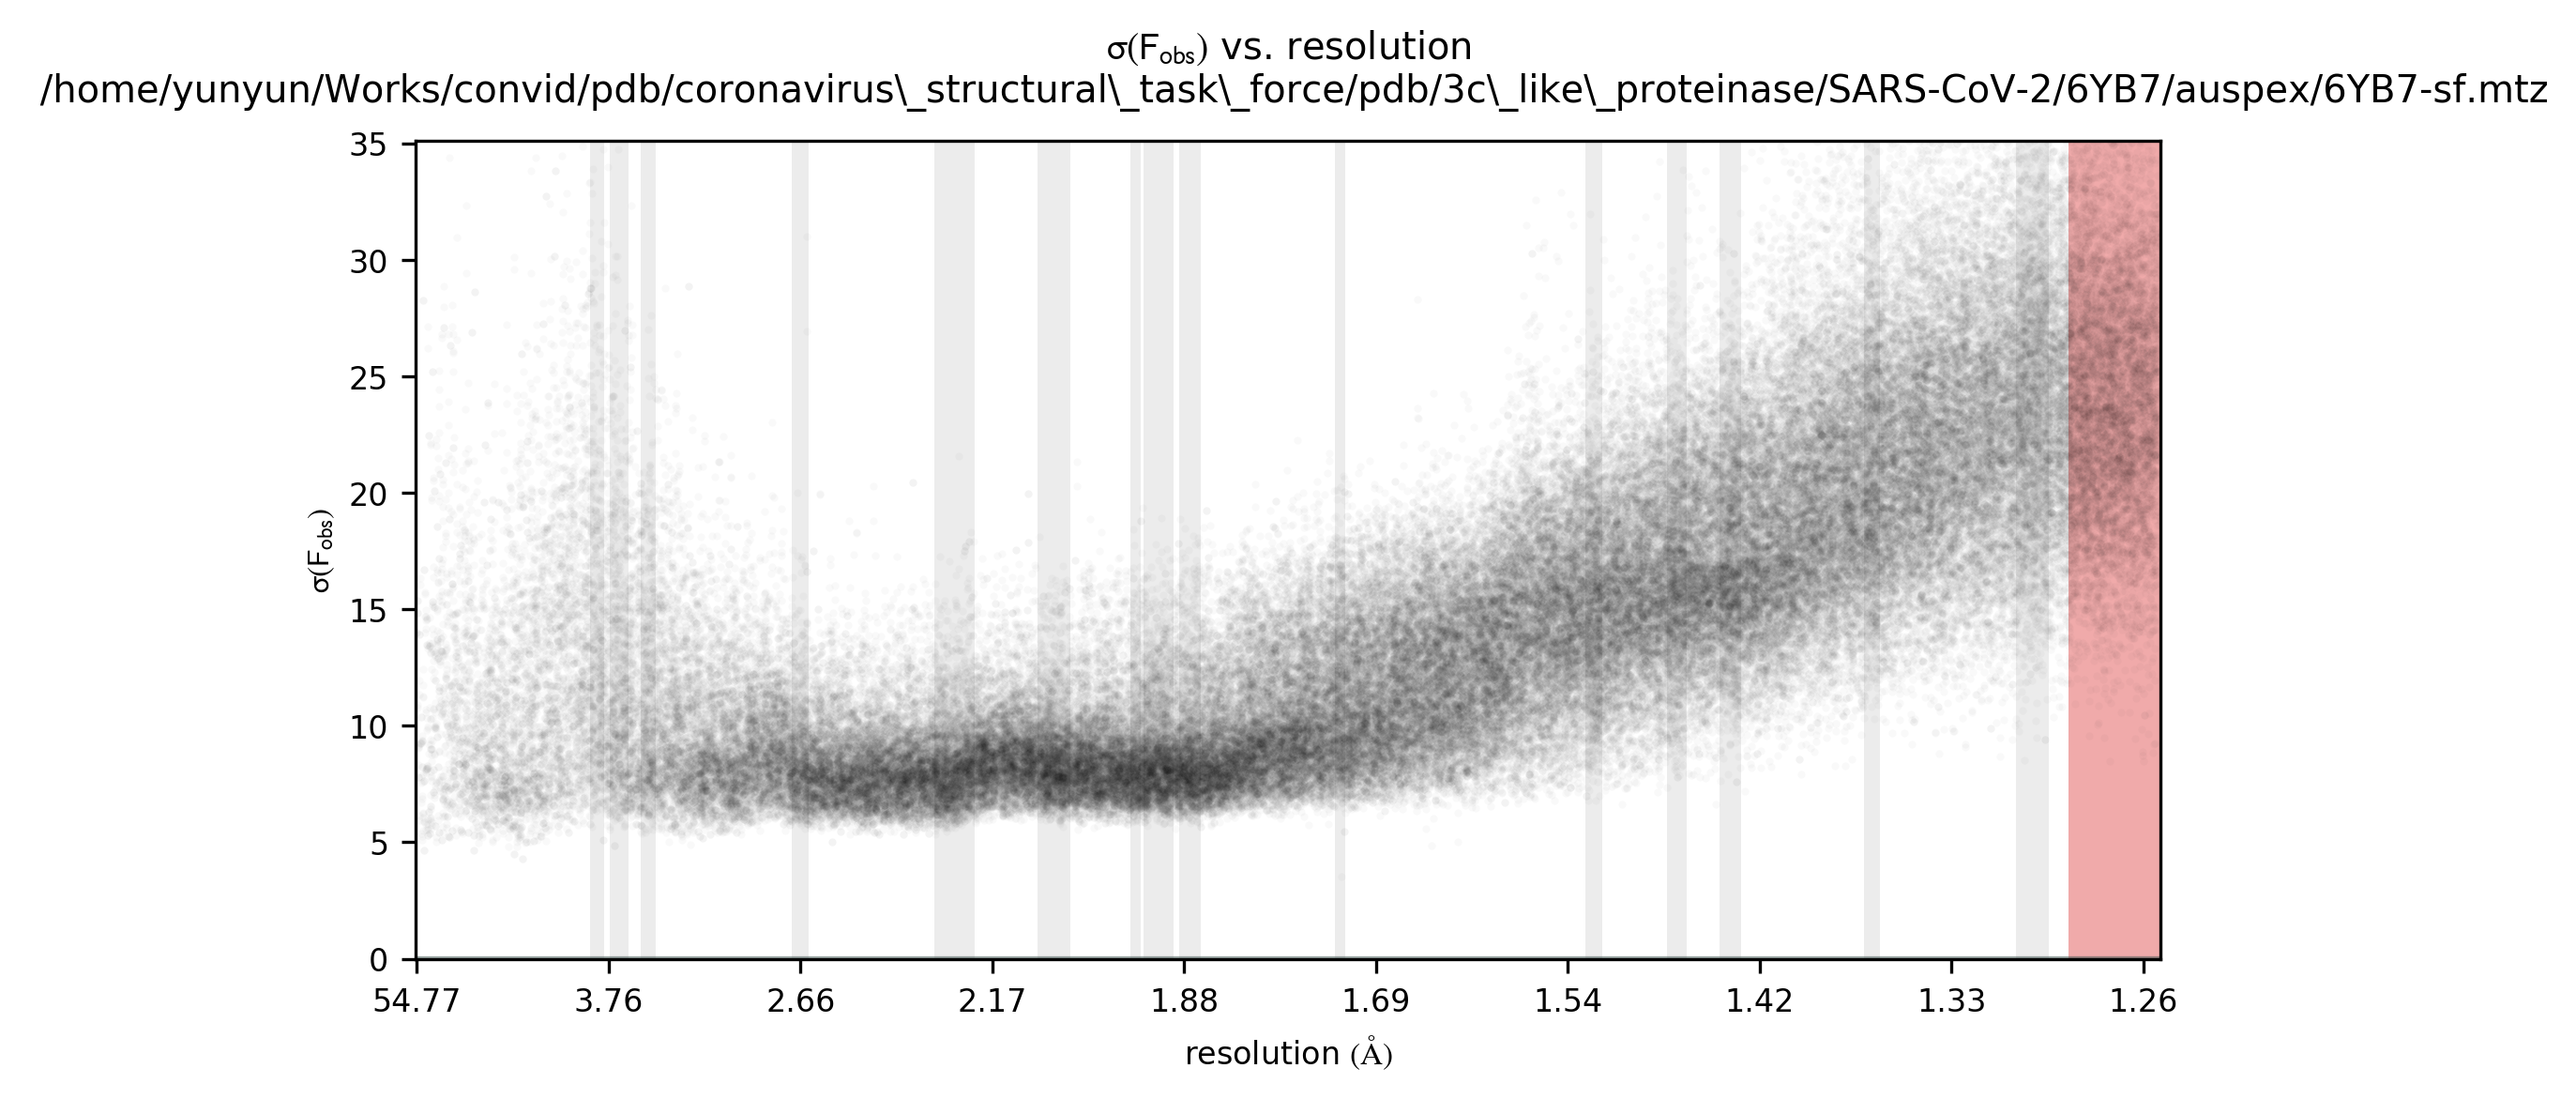 σ(Fobs) vs. resolution
/home/yunyun/Works/convid/pdb/coronavirus\_structural\_task\_force/pdb/3c\_like\_proteinase/SARS-CoV-2/6YB7/auspex/6YB7-sf.mtz
35
30
25
20
15
10
5
0
σ(Fobs)
54.77 3.76 2.66 2.17 1.88 1.69 1.54 1.42 1.33 1.26
resolution (Å)